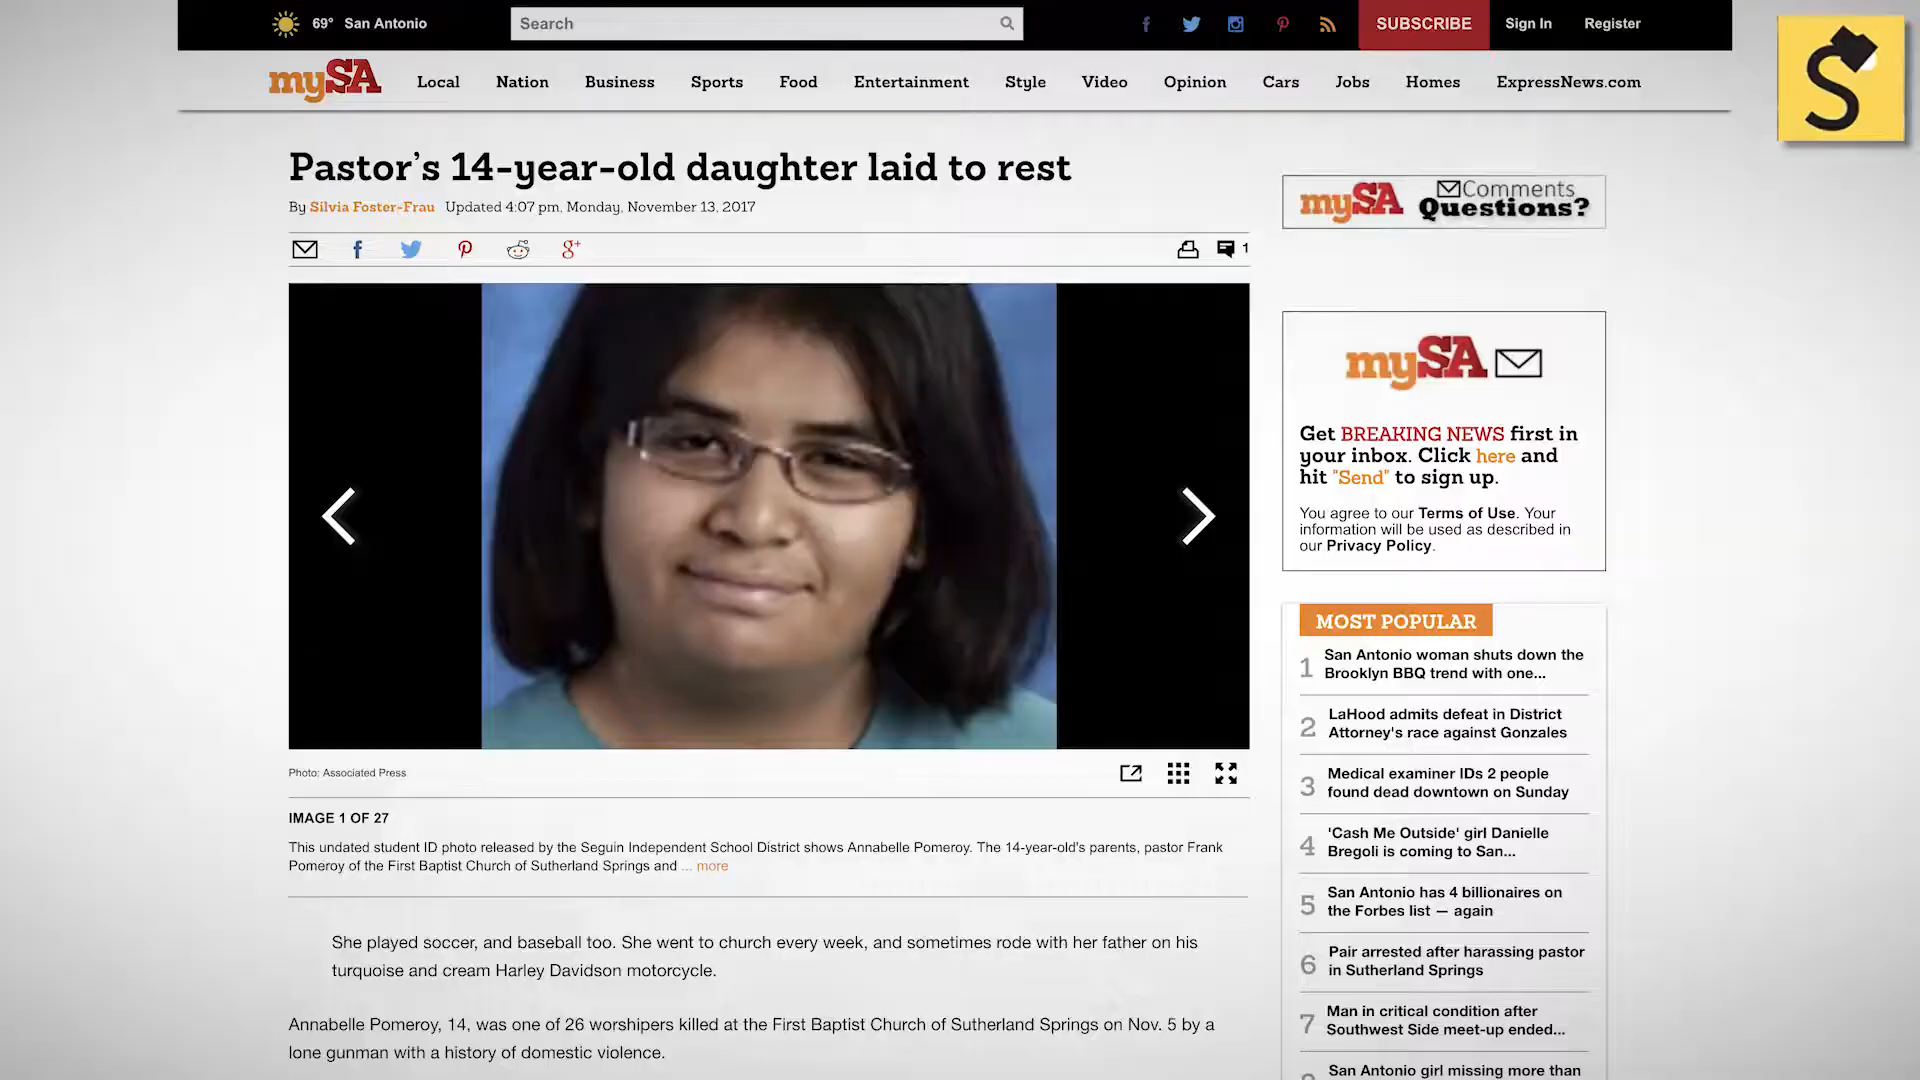 69° San Antonio
Search
SUBSCRIBE
Sign In
Register
mySA
Local Nation Business Sports Food Entertainment Style Video Opinion Cars Jobs Homes ExpressNews.com
S
Pastor's 14-year-old daughter laid to rest
By Silvia Foster-Frau Updated 4:07 pm, Monday, November 13, 2017
f g+ 1
Photo: Associated Press
IMAGE 1 OF 27
This undated student ID photo released by the Seguin Independent School District shows Annabelle Pomeroy. The 14-year-old's parents, pastor Frank
Pomeroy of the First Baptist Church of Sutherland Springs and ... more
She played soccer, and baseball too. She went to church every week, and sometimes rode with her father on his
turquoise and cream Harley Davidson motorcycle.
Annabelle Pomeroy, 14, was one of 26 worshipers killed at the First Baptist Church of Sutherland Springs on Nov. 5 by a
lone gunman with a history of domestic violence.
mySA Comments
Questions?
mySA
Get BREAKING NEWS first in
your inbox. Click here and
hit "Send" to sign up.
You agree to our Terms of Use. Your
information will be used as described in
our Privacy Policy.
MOST POPULAR
1 San Antonio woman shuts down the
Brooklyn BBQ trend with one...
2 LaHood admits defeat in District
Attorney's race against Gonzales
3 Medical examiner IDs 2 people
found dead downtown on Sunday
4 'Cash Me Outside' girl Danielle
Bregoli is coming to San...
5 San Antonio has 4 billionaires on
the Forbes list — again
6 Pair arrested after harassing pastor
in Sutherland Springs
7 Man in critical condition after
Southwest Side meet-up ended...
San Antonio girl missing more than